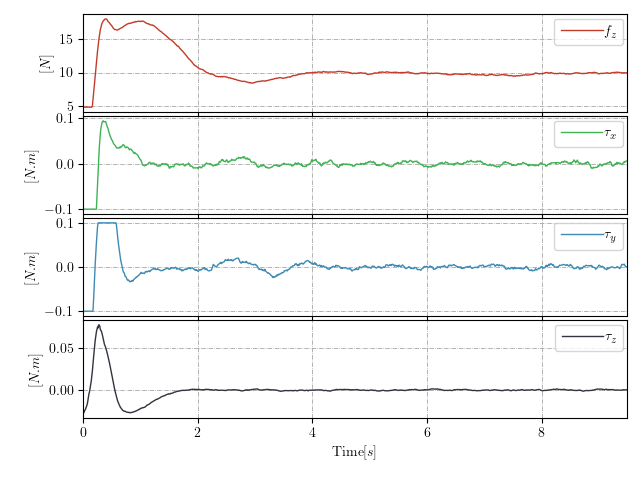 f_z
15
10
5
[N]
τ_x
0.1
0.0
−0.1
[N.m]
τ_y
0.1
0.0
−0.1
[N.m]
τ_z
0.05
0.00
[N.m]
0 2 4 6 8
Time[s]